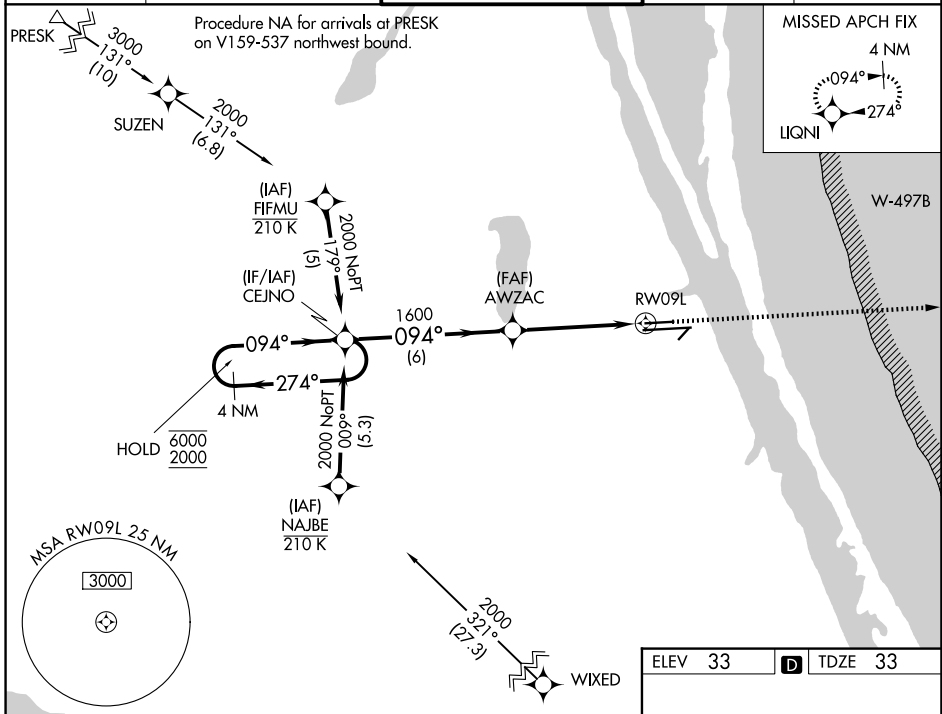 PRESK
3000
131°
(10)
Procedure NA for arrivals at PRESK
on V159-537 northwest bound.
MISSED APCH FIX
4 NM
094°
274°
LIQNI
SUZEN
2000
131°
(6.8)
W-497B
(IAF)
FIFMU
210 K
2000 NoPT
179°
(5)
(IF/IAF)
CEJNO
(FAF)
AWZAC
RW09L
1600
094°
(6)
094°
274°
4 NM
HOLD
6000
2000
2000 NoPT
009°
(5.3)
(IAF)
NAJBE
210 K
MSA RW09L 25 NM
3000
2000
321°
(27.3)
WIXED
ELEV 33
D
TDZE 33